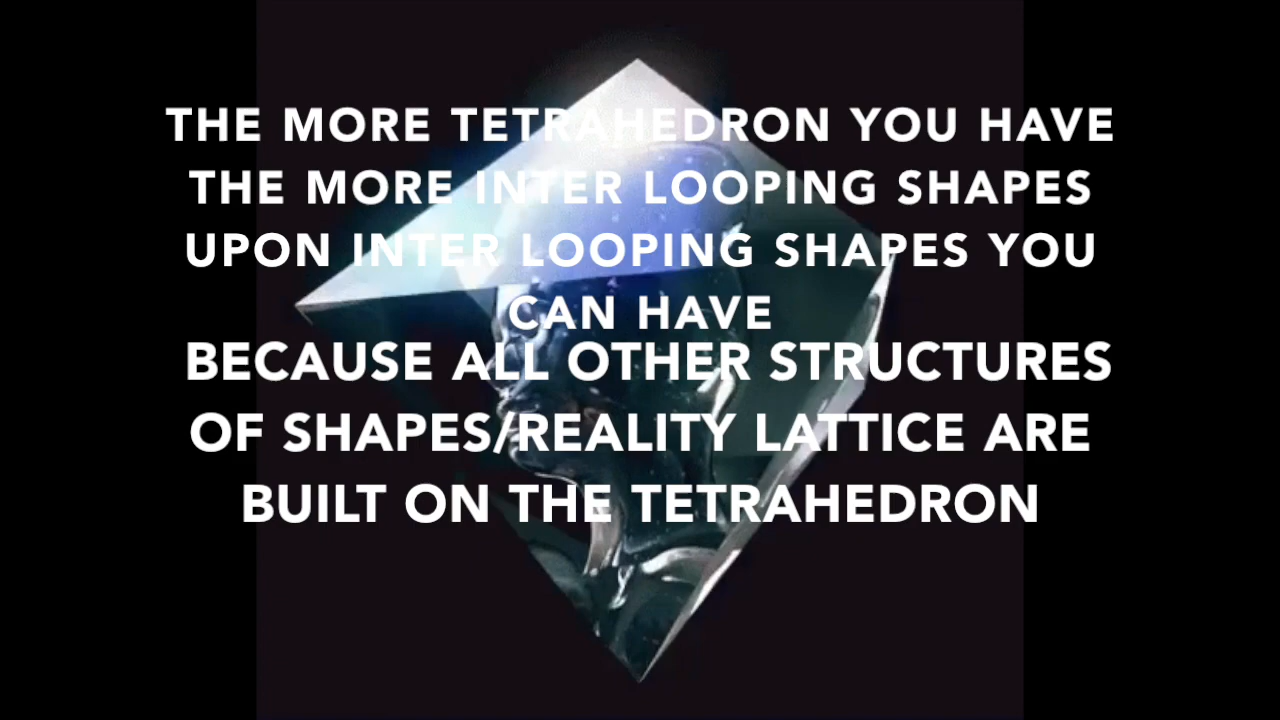 THE MORE TETRAHEDRON YOU HAVE
THE MORE INTER LOOPING SHAPES
UPON INTER LOOPING SHAPES YOU
CAN HAVE
BECAUSE ALL OTHER STRUCTURES
OF SHAPES/REALITY LATTICE ARE
BUILT ON THE TETRAHEDRON